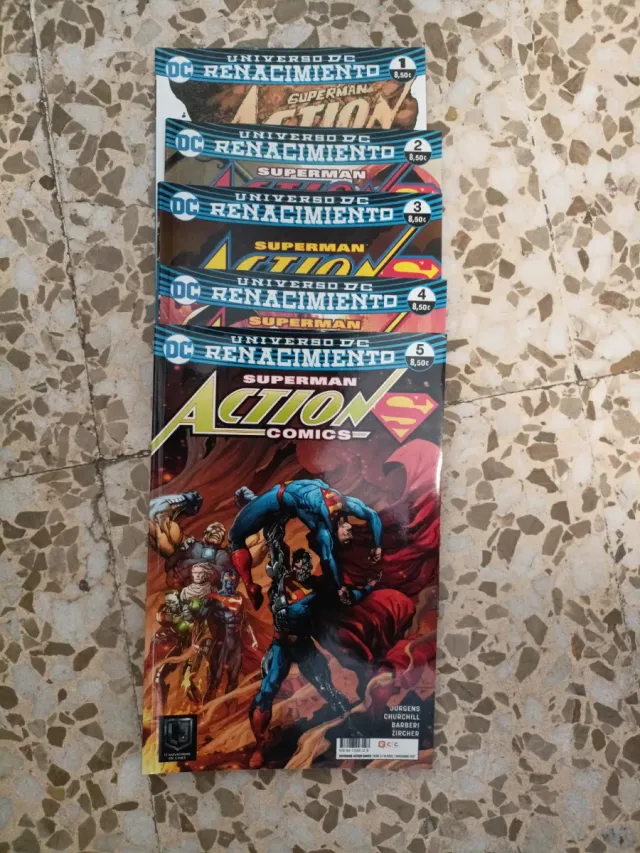 DC
UNIVERSO DC
RENACIMIENTO
1
8,50€
SUPERMAN
ACTION
DC
UNIVERSO DC
RENACIMIENTO
2
8,50€
SUPERMAN
DC
UNIVERSO DC
RENACIMIENTO
3
8,50€
SUPERMAN
ACTION
S
DC
UNIVERSO DC
RENACIMIENTO
4
8,50€
SUPERMAN
DC
UNIVERSO DC
RENACIMIENTO
5
8,50€
SUPERMAN
ACTION
COMICS
S
JURGENS
CHURCHILL
BARBERI
ZIRCHER